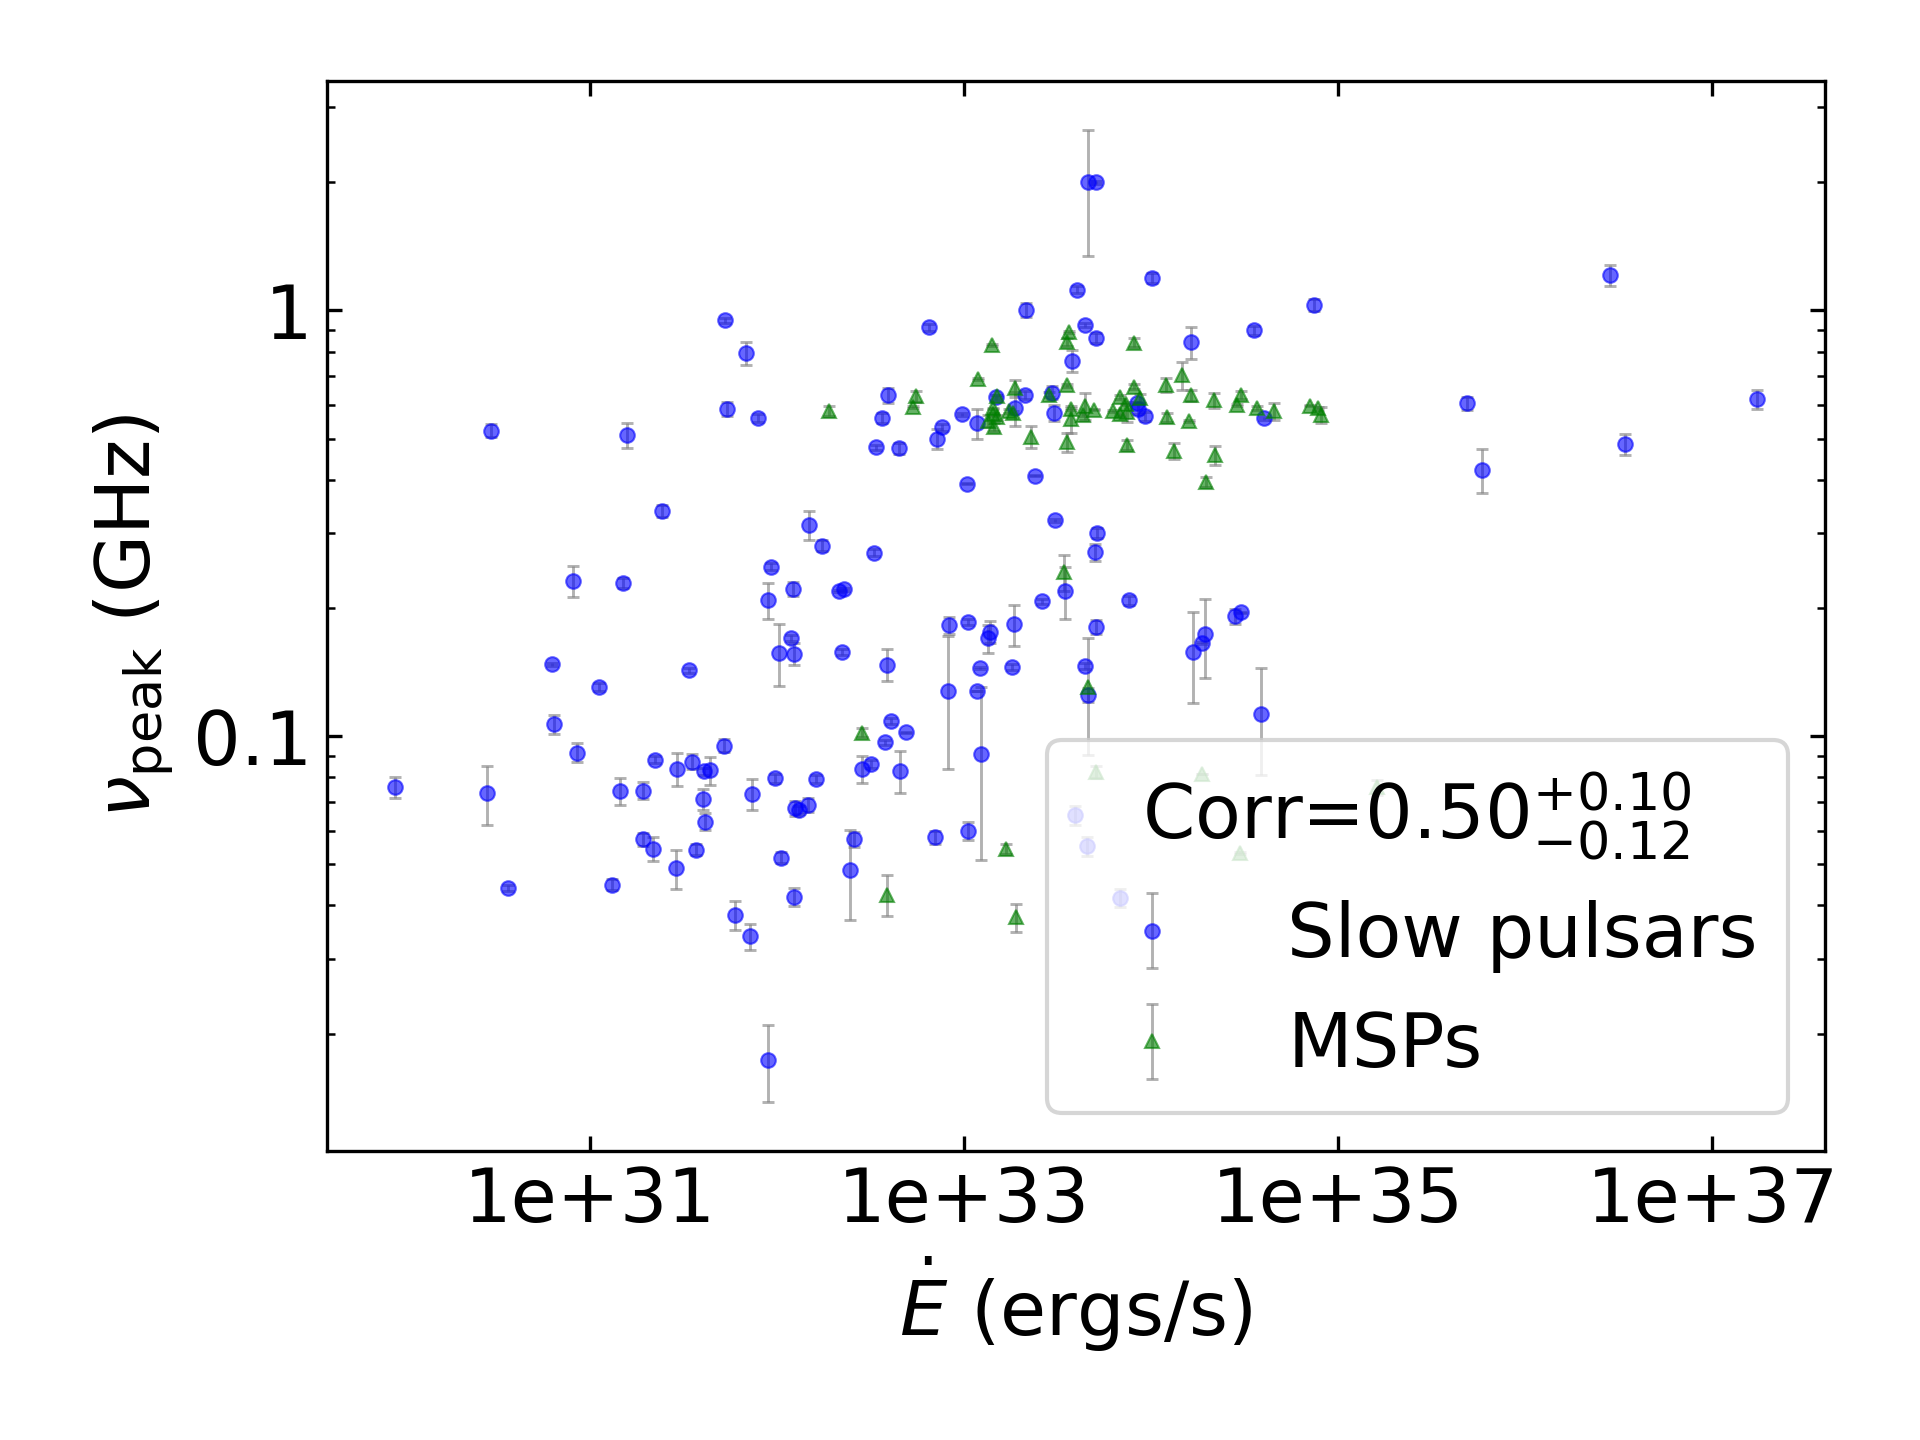 1
0.1
ν_peak (GHz)
Corr=0.50^{+0.10}_{−0.12}
Slow pulsars
MSPs
1e+31 1e+33 1e+35 1e+37
Ė (ergs/s)